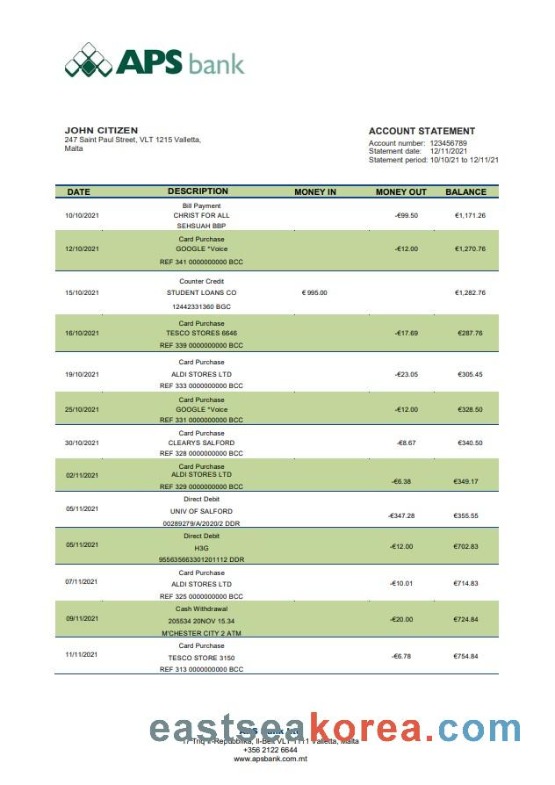 APS bank
JOHN CITIZEN
247 Saint Paul Street, VLT 1215 Valletta,
Malta
ACCOUNT STATEMENT
Account number: 123456789
Statement date: 12/11/2021
Statement period: 10/10/21 to 12/11/21
DATE DESCRIPTION MONEY IN MONEY OUT BALANCE
Bill Payment
10/10/2021 CHRIST FOR ALL -€99.50 €1,171.26
SEHSUAH BBP
Card Purchase
12/10/2021 GOOGLE *Voice -€12.00 €1,270.76
REF 341 0000000000 BCC
Counter Credit
15/10/2021 STUDENT LOANS CO € 995.00 €1,282.76
12442331360 BGC
Card Purchase
16/10/2021 TESCO STORES 6646 -€17.69 €287.76
REF 339 0000000000 BCC
Card Purchase
19/10/2021 ALDI STORES LTD -€23.05 €305.45
REF 333 0000000000 BCC
Card Purchase
25/10/2021 GOOGLE *Voice -€12.00 €328.50
REF 331 0000000000 BCC
Card Purchase
30/10/2021 CLEARYS SALFORD -€8.67 €340.50
REF 328 0000000000 BCC
Card Purchase
02/11/2021 ALDI STORES LTD -€6.38 €349.17
REF 329 0000000000 BCC
Direct Debit
05/11/2021 UNIV OF SALFORD -€347.28 €355.55
00289279/A/2020/2 DDR
Direct Debit
05/11/2021 H3G -€12.00 €702.83
955635663301201112 DDR
Card Purchase
07/11/2021 ALDI STORES LTD -€10.01 €714.83
REF 325 0000000000 BCC
Cash Withdrawal
09/11/2021 205534 20NOV 15.34 -€20.00 €724.84
M'CHESTER CITY 2 ATM
Card Purchase
11/11/2021 TESCO STORE 3150 -€6.78 €754.84
REF 313 0000000000 BCC
eastseakorea.com
Valletta, Malta
+356 2122 6644
www.apsbank.com.mt